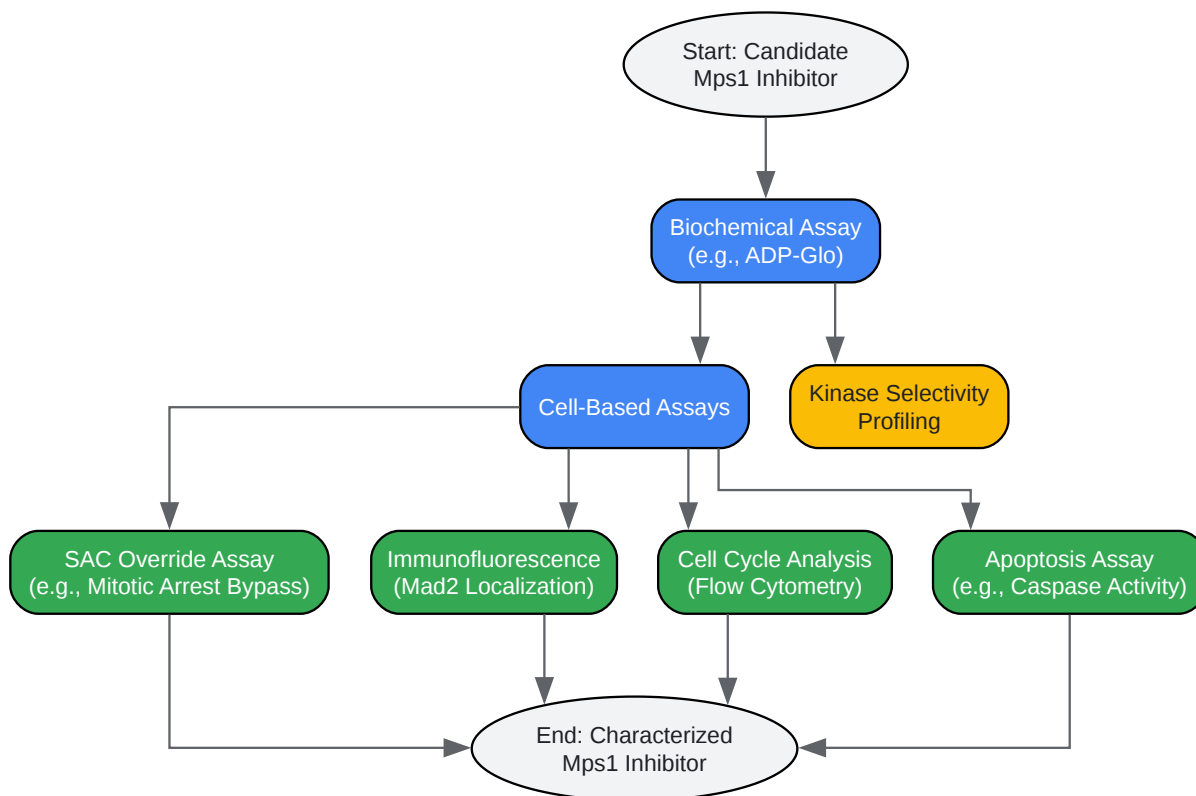 Start: Candidate
Mps1 Inhibitor
Biochemical Assay
(e.g., ADP-Glo)
Cell-Based Assays
Kinase Selectivity
Profiling
SAC Override Assay
(e.g., Mitotic Arrest Bypass)
Immunofluorescence
(Mad2 Localization)
Cell Cycle Analysis
(Flow Cytometry)
Apoptosis Assay
(e.g., Caspase Activity)
End: Characterized
Mps1 Inhibitor